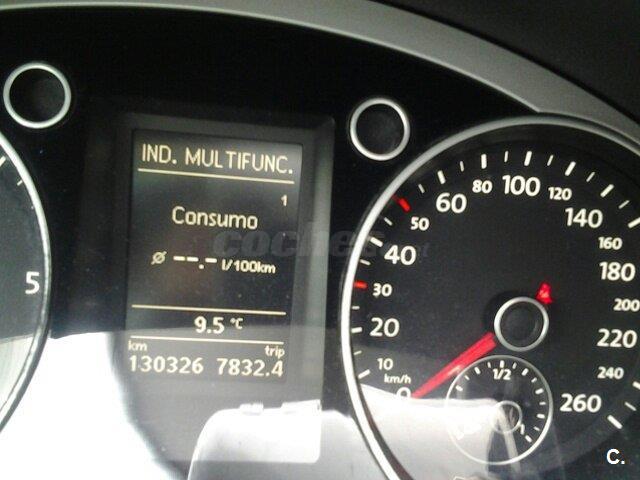 IND. MULTIFUNC.
1
Consumo
ø --.- l/100km
9.5 °C
km trip
130326 7832.4
5
0 10 20 30 40 50 60 80 100 120 140 160 180 200 220 240 260
km/h
1/2
1
coches
C.